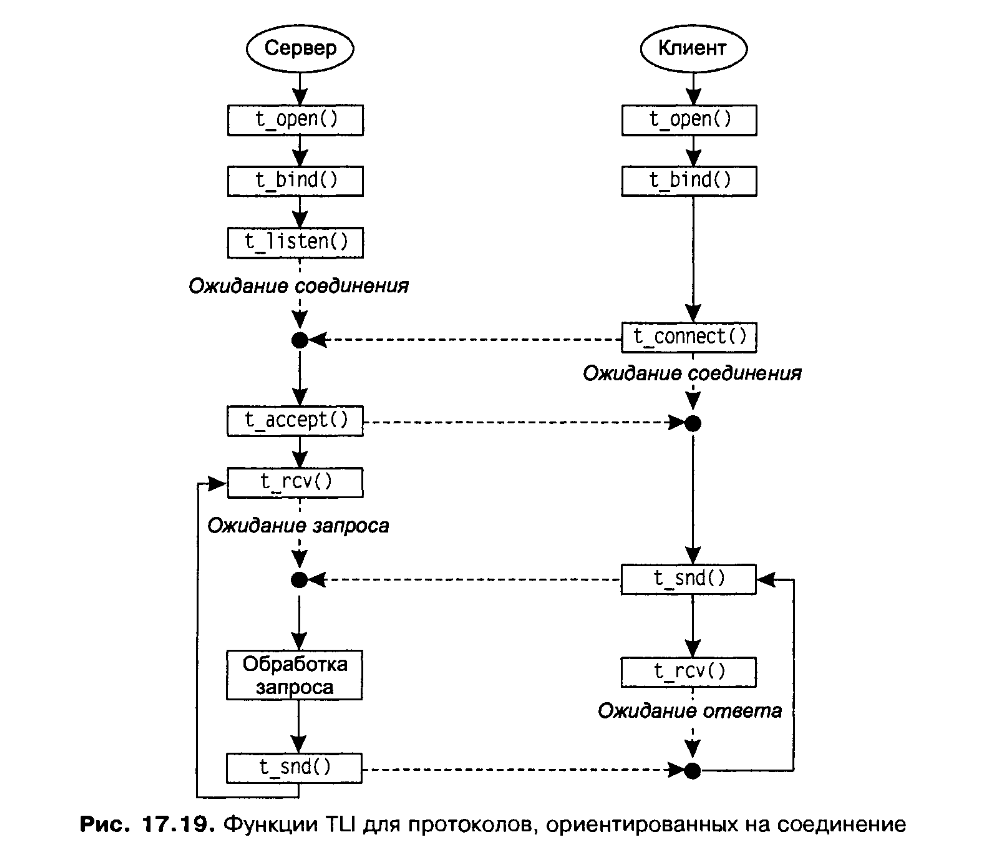 Сервер
Клиент
t_open()
t_open()
t_bind()
t_bind()
t_listen()
Ожидание соединения
t_connect()
Ожидание соединения
t_accept()
t_rcv()
Ожидание запроса
t_snd()
Обработка
запроса
t_rcv()
Ожидание ответа
t_snd()
Рис. 17.19. Функции TLI для протоколов, ориентированных на соединение